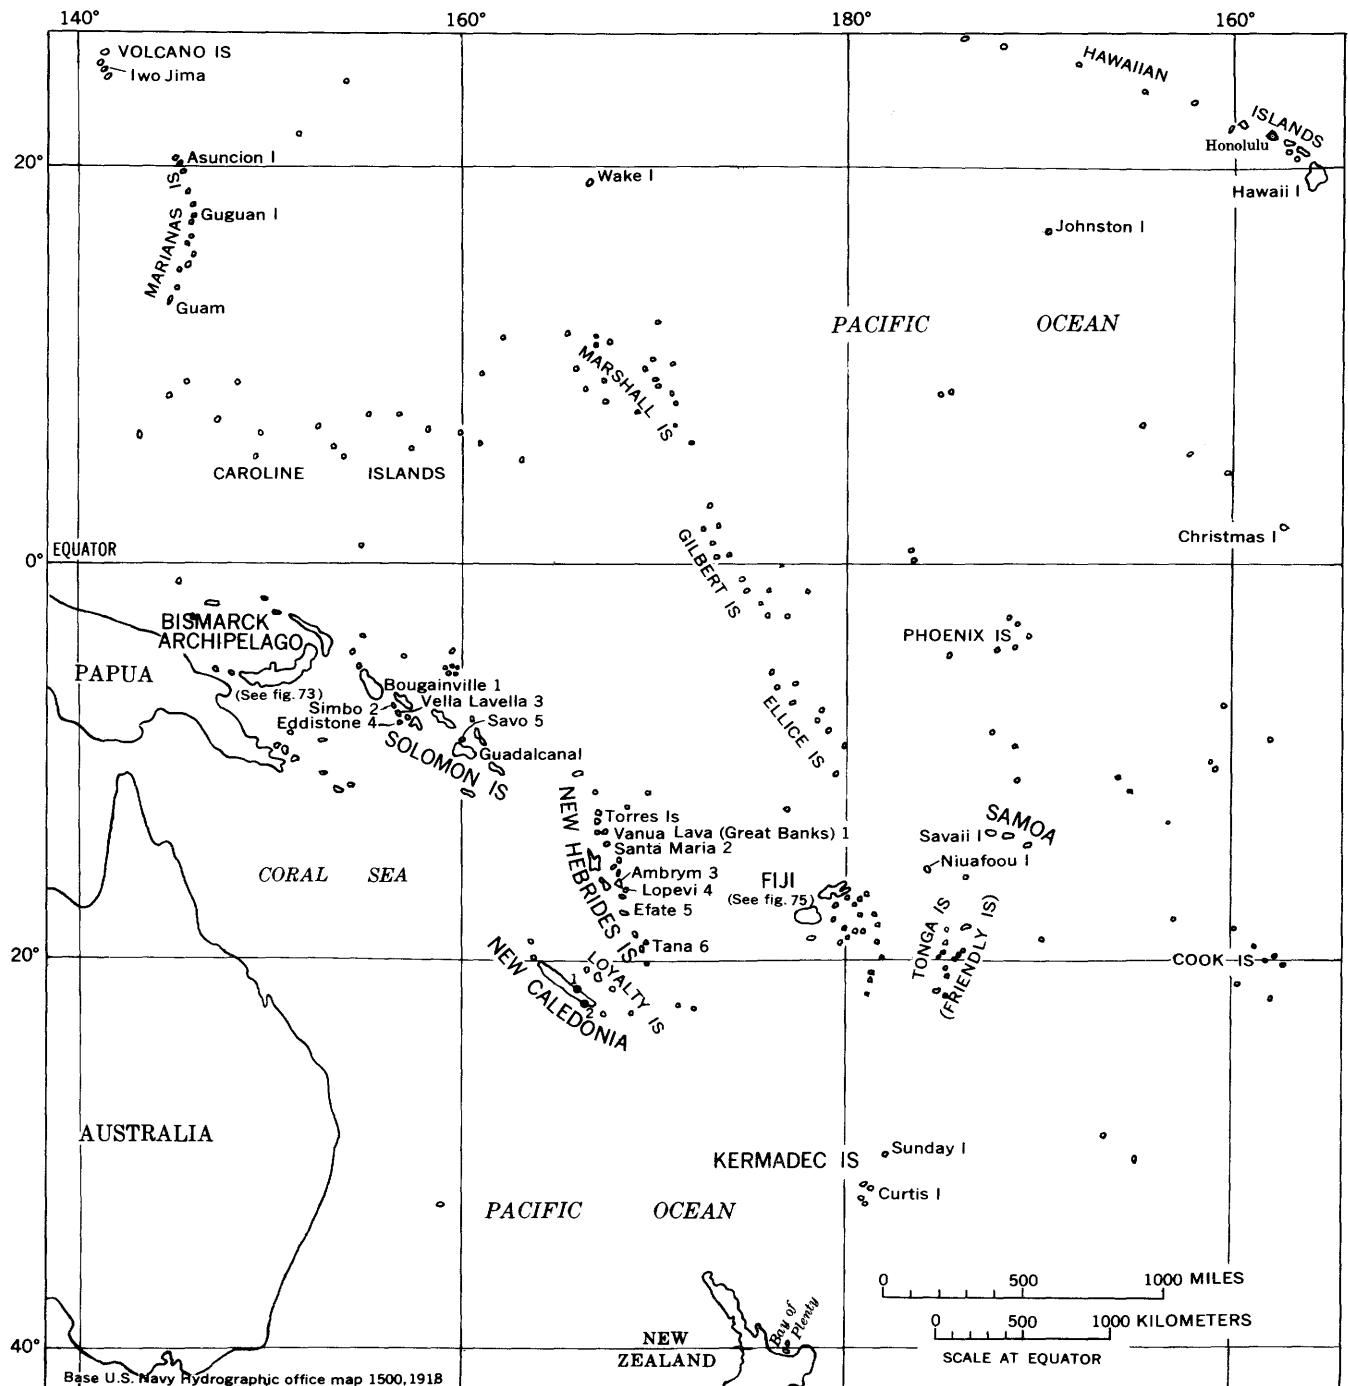 140° 160° 180° 160°
VOLCANO IS
Iwo Jima
HAWAIIAN
ISLANDS
Honolulu
20°
Asuncion I
Wake I
Hawaii I
MARIANAS IS
Guguan I
Johnston I
Guam
PACIFIC OCEAN
MARSHALL IS
CAROLINE ISLANDS
GILBERT IS
Christmas I
EQUATOR
0°
BISMARCK
ARCHIPELAGO
PHOENIX IS
PAPUA
(See fig. 73)
Bougainville 1
Simbo 2
Vella Lavella 3
Eddistone 4
Savo 5
ELLICE IS
SOLOMON IS
Guadalcanal
NEW HEBRIDES IS
Torres Is
Vanua Lava (Great Banks) 1
Santa Maria 2
SAMOA
Savaii I
Niuafoou I
CORAL SEA
Ambrym 3
Lopevi 4
Efate 5
FIJI
(See fig. 75)
TONGA IS
(FRIENDLY IS)
Tana 6
20°
NEW CALEDONIA
1
2
LOYALTY IS
COOK IS
AUSTRALIA
KERMADEC IS
Sunday I
Curtis I
PACIFIC OCEAN
0 500 1000 MILES
0 500 1000 KILOMETERS
SCALE AT EQUATOR
Bay of
Plenty
NEW
ZEALAND
40°
Base U.S. Navy Hydrographic office map 1500, 1918